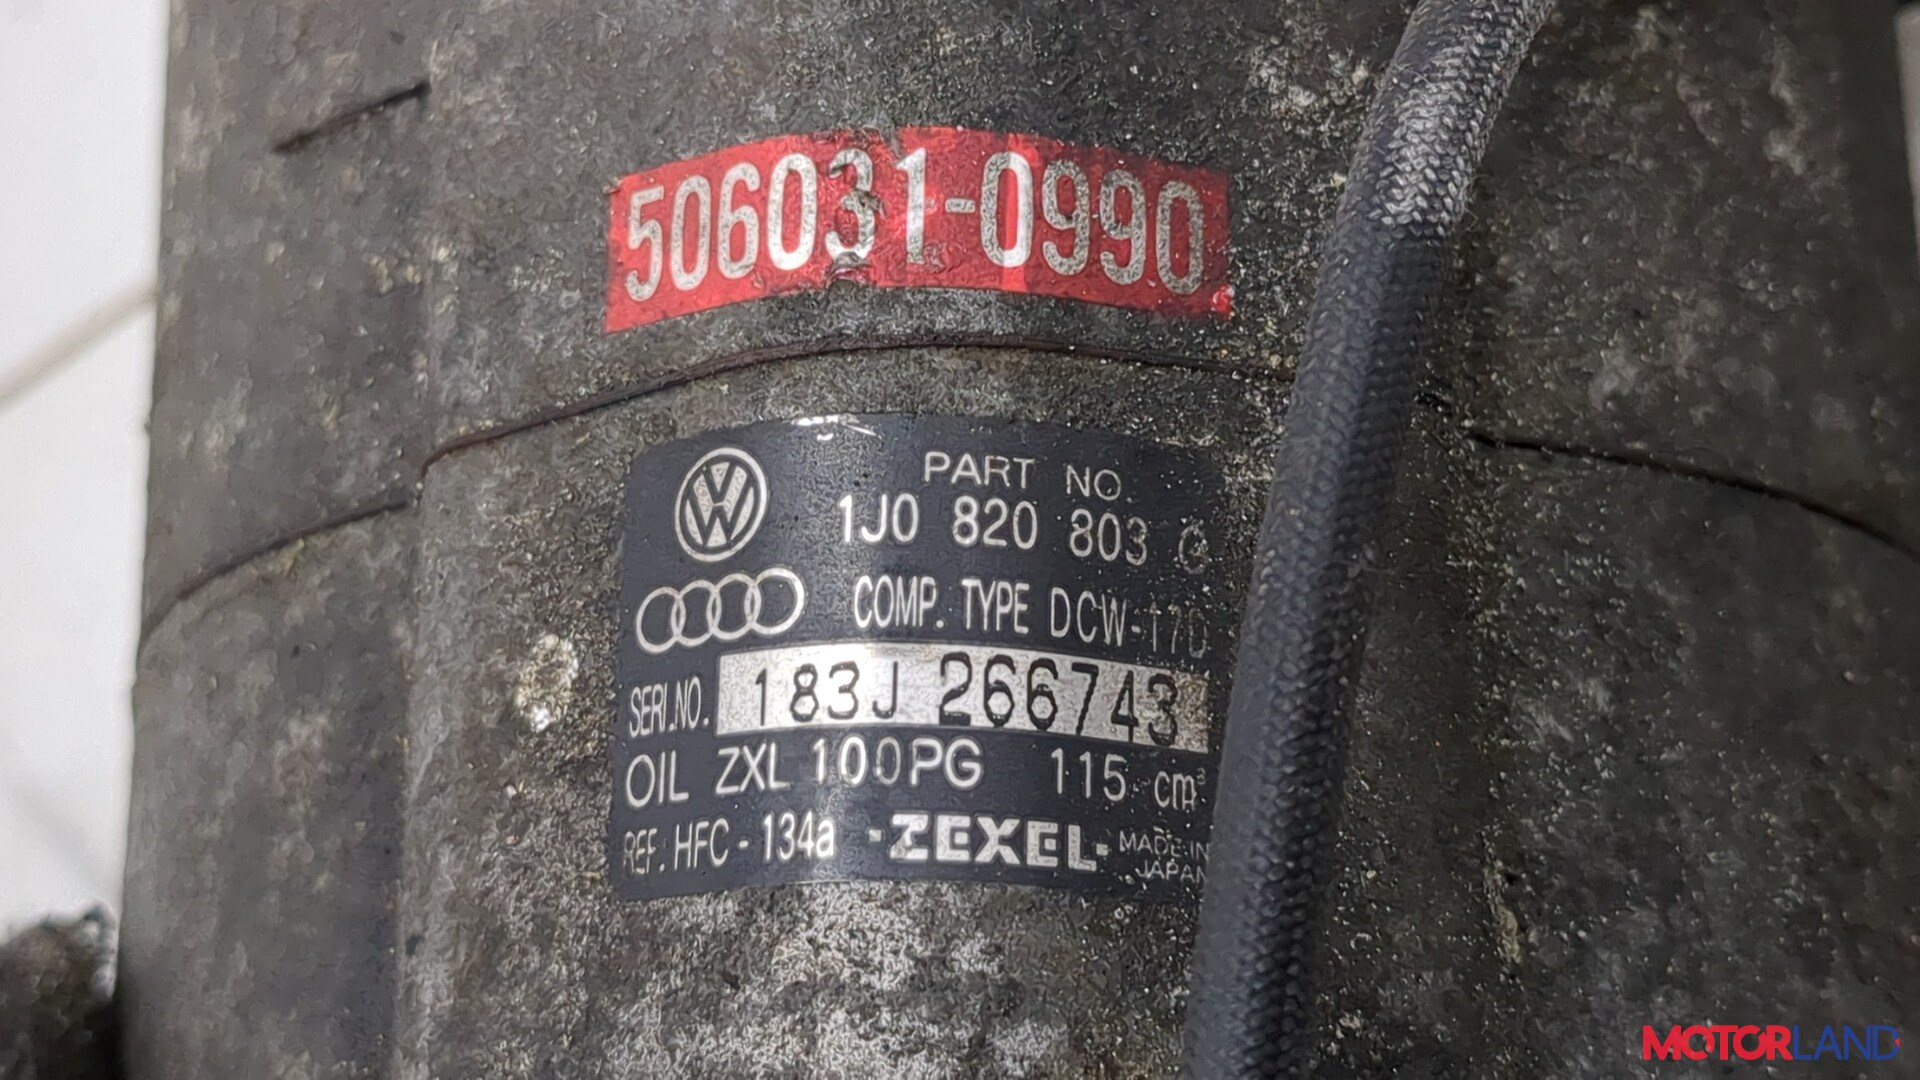 506031-0990
PART NO.
1J0 820 803 G
COMP. TYPE DCW-17D
SERI.NO. 183J 266743
OIL ZXL 100PG 115 cm³
REF. HFC-134a ·ZEXEL· MADE IN
JAPAN
MOTORLAND